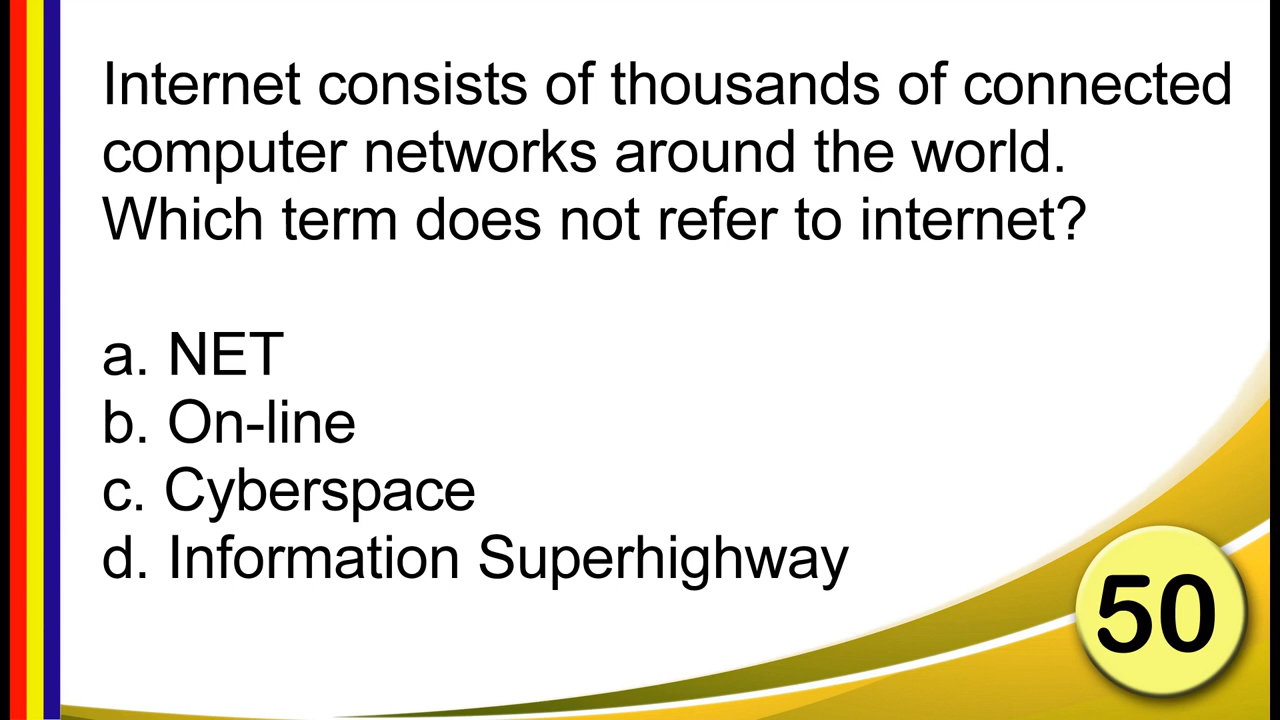 Internet consists of thousands of connected
computer networks around the world.
Which term does not refer to internet?
a. NET
b. On-line
c. Cyberspace
d. Information Superhighway
50